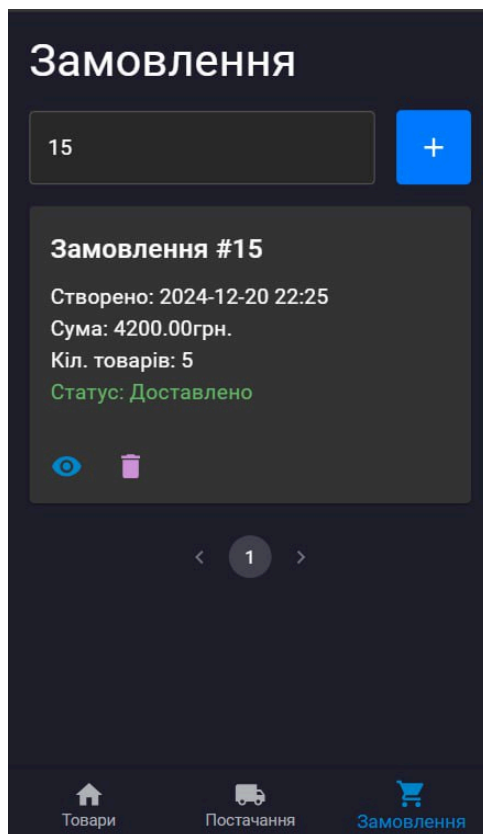 Замовлення
15
+
Замовлення #15
Створено: 2024-12-20 22:25
Сума: 4200.00грн.
Кіл. товарів: 5
Статус: Доставлено
1
Товари Постачання Замовлення